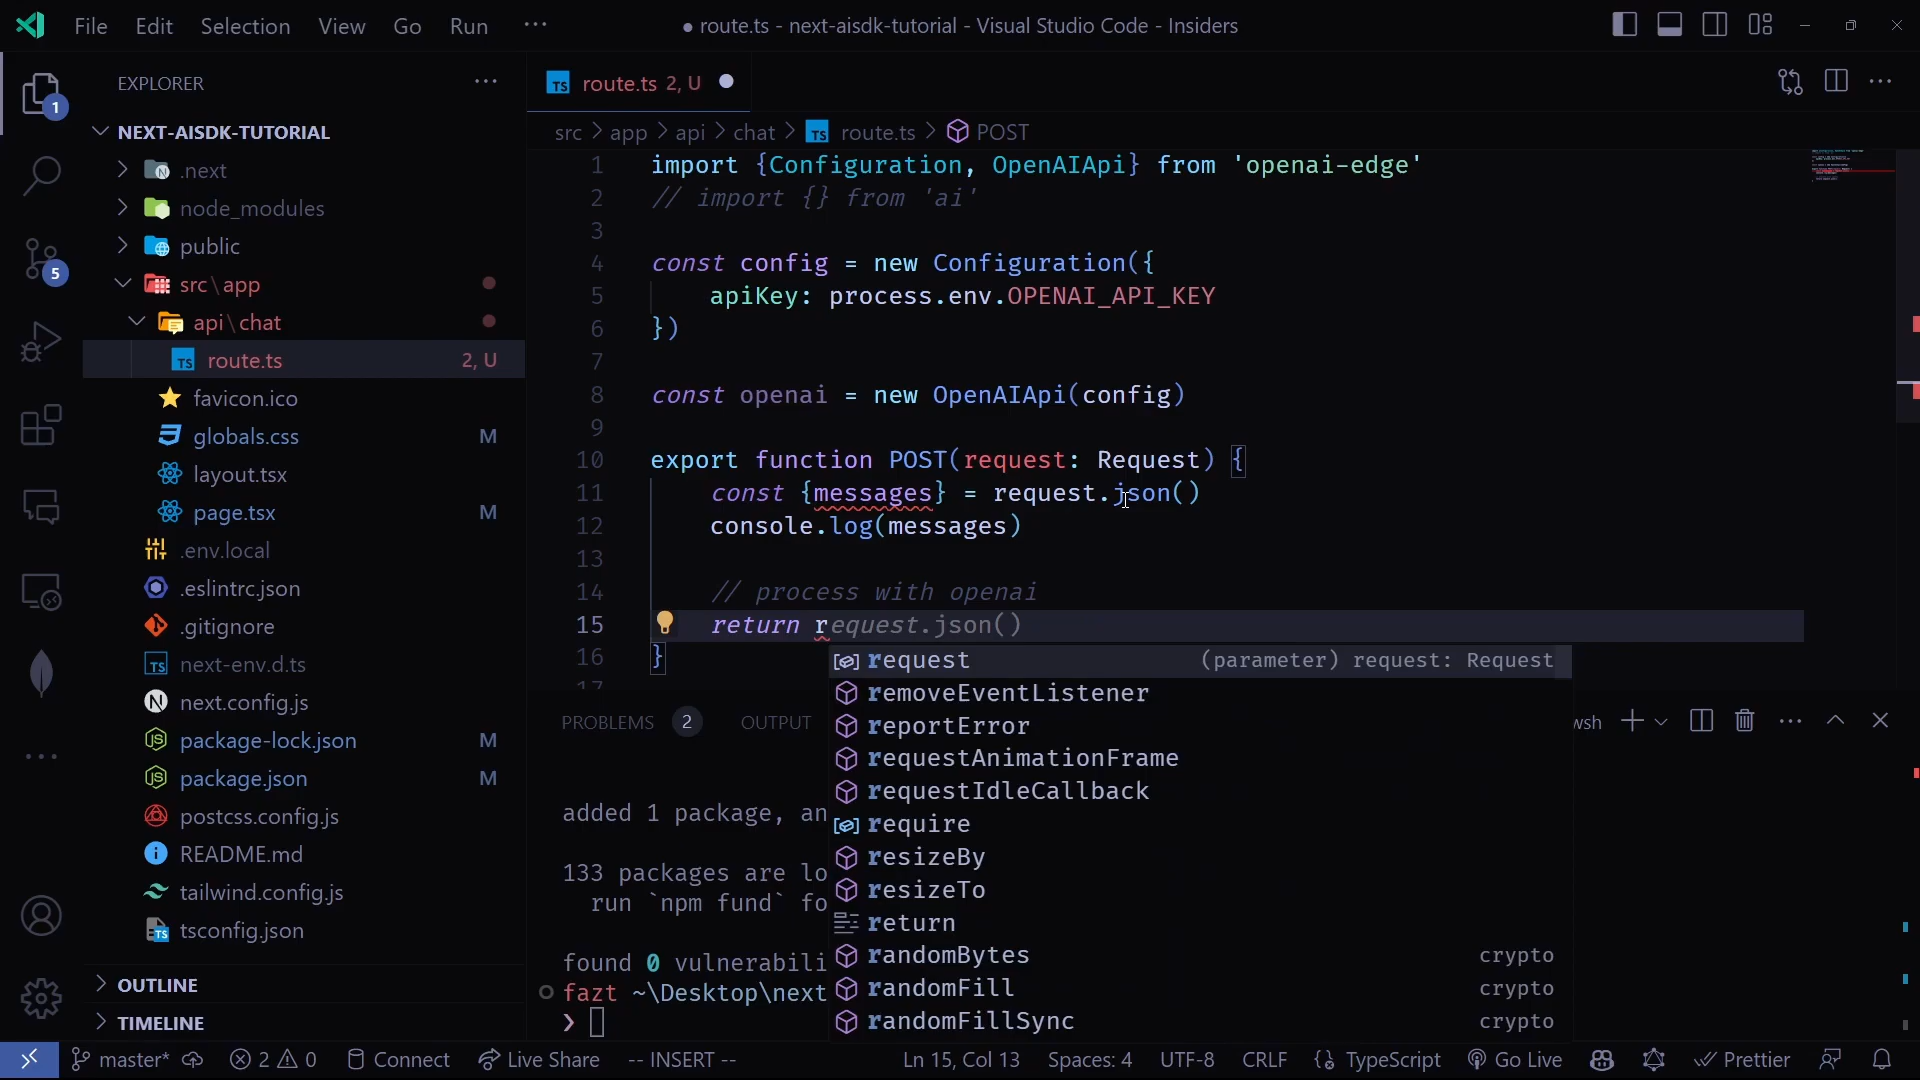 File Edit Selection View Go Run ··· ● route.ts - next-aisdk-tutorial - Visual Studio Code - Insiders
EXPLORER ···
route.ts 2, U
NEXT-AISDK-TUTORIAL
.next
node_modules
public
src\app
api\chat
route.ts 2, U
favicon.ico
globals.css M
layout.tsx
page.tsx M
.env.local
.eslintrc.json
.gitignore
next-env.d.ts
next.config.js
package-lock.json M
package.json M
postcss.config.js
README.md
tailwind.config.js
tsconfig.json
OUTLINE
TIMELINE
1
5
src > app > api > chat > route.ts > POST
1 import {Configuration, OpenAIApi} from 'openai-edge'
2 // import {} from 'ai'
3
4 const config = new Configuration({
5 apiKey: process.env.OPENAI_API_KEY
6 })
7
8 const openai = new OpenAIApi(config)
9
10 export function POST(request: Request) {
11 const {messages} = request.json()
12 console.log(messages)
13
14 // process with openai
15 return request.json()
16 }
17
request (parameter) request: Request
removeEventListener
reportError
requestAnimationFrame
requestIdleCallback
require
resizeBy
resizeTo
return
randomBytes crypto
randomFill crypto
randomFillSync crypto
PROBLEMS 2 OUTPUT wsh
added 1 package, an
133 packages are lo
run `npm fund` fo
found 0 vulnerabili
fazt ~\Desktop\next
❯
master* 2 0 Connect Live Share -- INSERT -- Ln 15, Col 13 Spaces: 4 UTF-8 CRLF {} TypeScript Go Live Prettier